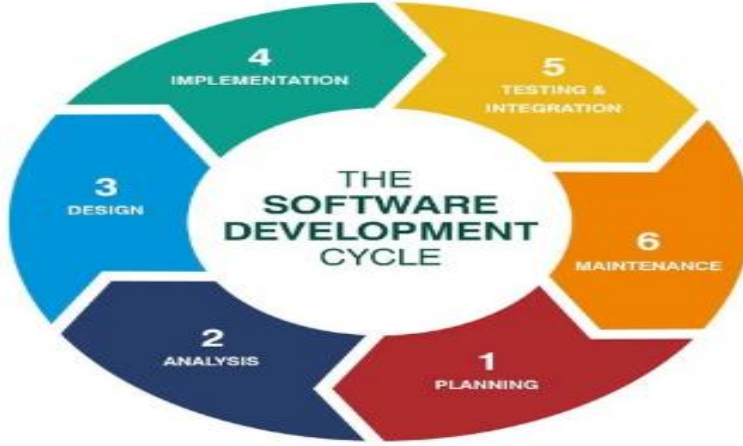 THE
SOFTWARE
DEVELOPMENT
CYCLE
1
PLANNING
2
ANALYSIS
3
DESIGN
4
IMPLEMENTATION
5
TESTING &
INTEGRATION
6
MAINTENANCE